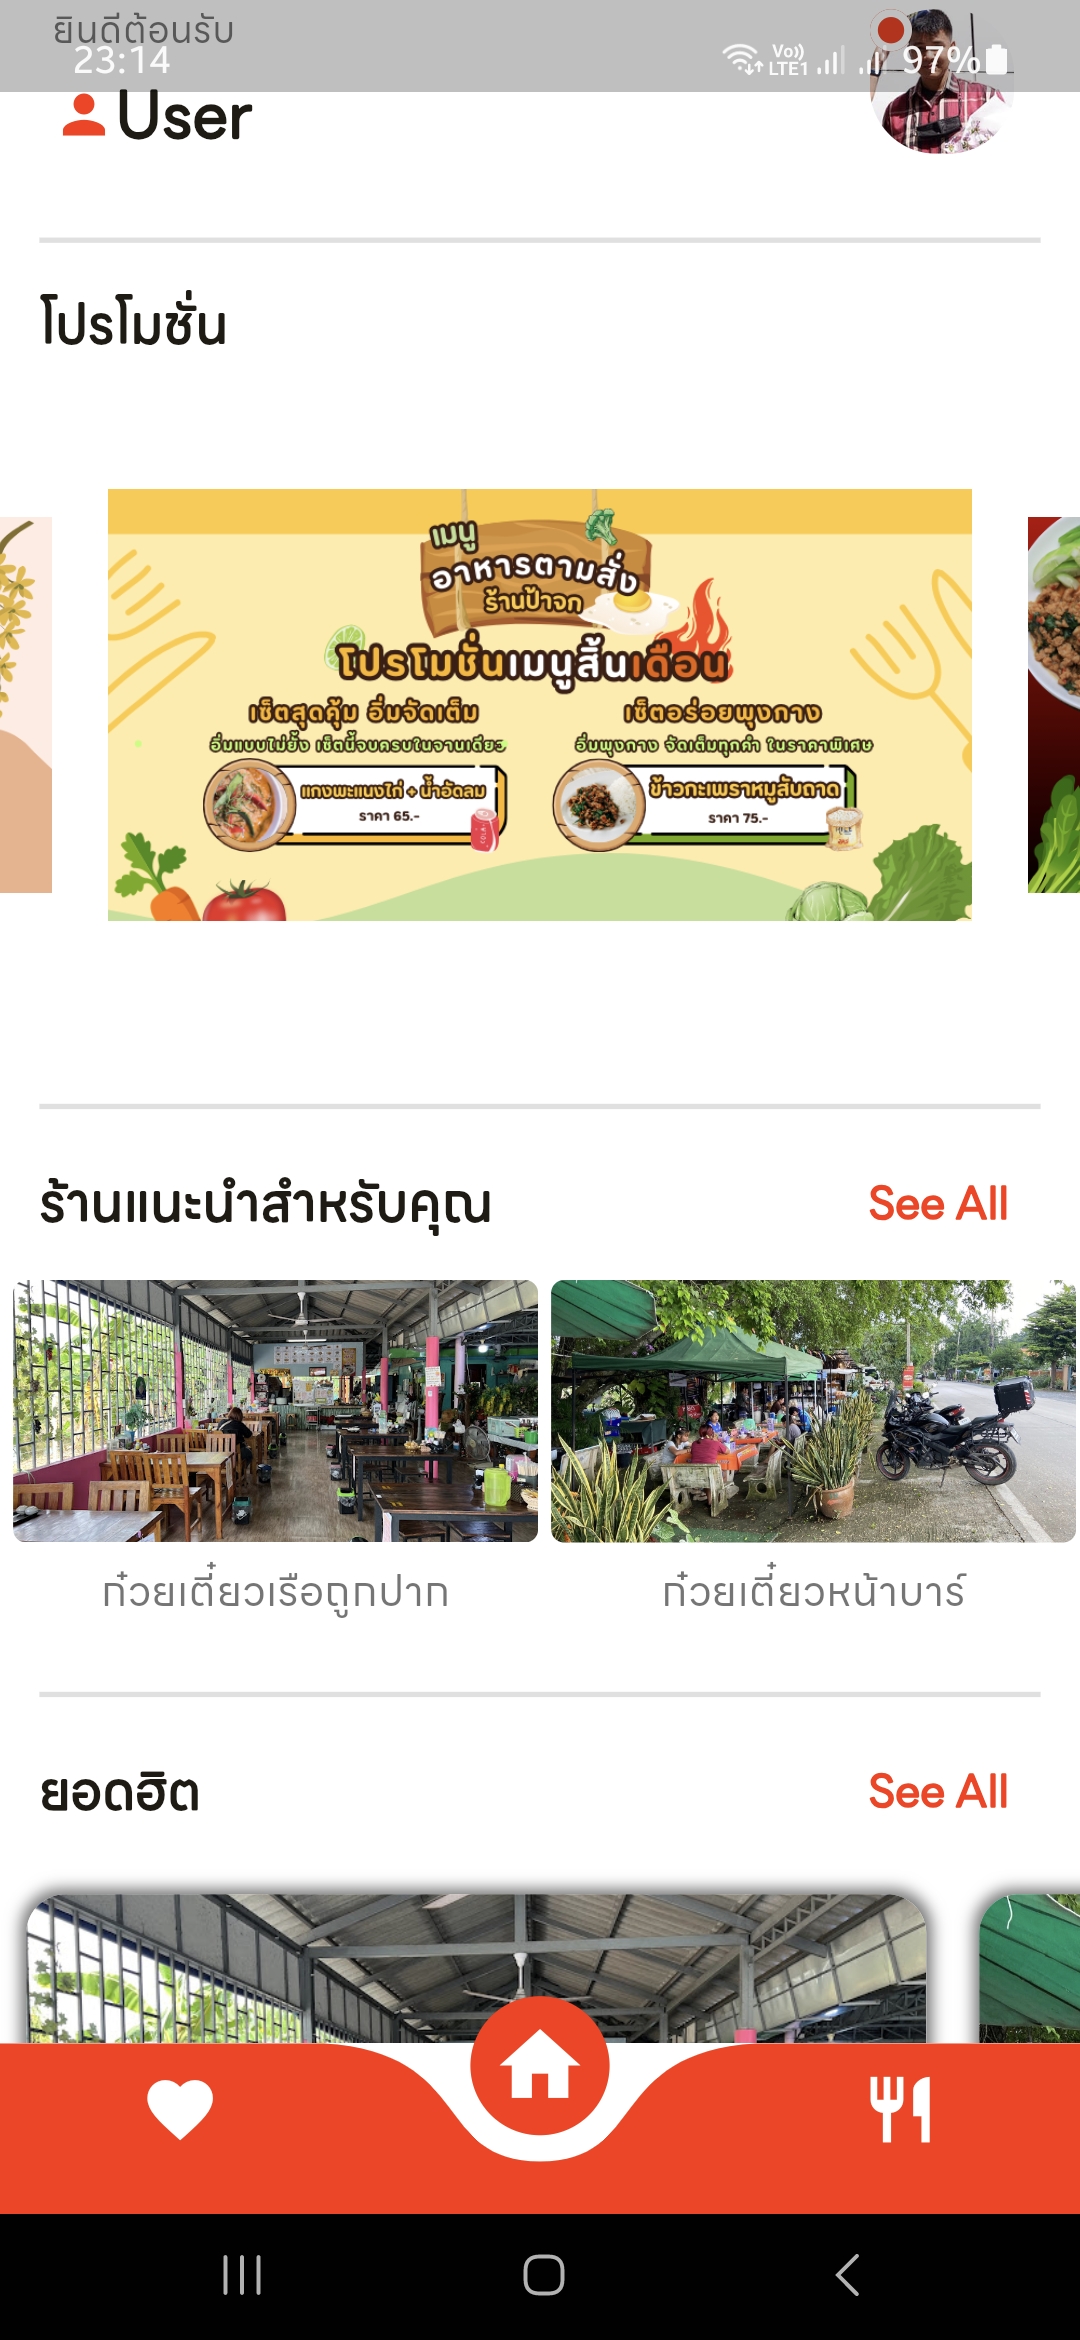 ยินดีต้อนรับ
23:14
Vo)) LTE1
97%
User
โปรโมชั่น
เมนู
อาหารตามสั่ง
ร้านป้าจก
โปรโมชั่นเมนูสิ้นเดือน
เซ็ตสุดคุ้ม อิ่มจัดเต็ม
เซ็ตอร่อยพุงกาง
อิ่มแบบไม่ยั้ง เซ็ตนี้จบครบในจานเดียว
อิ่มพุงกาง จัดเต็มทุกคำ ในราคาพิเศษ
แกงพะแนงไก่ + น้ำอัดลม
ราคา 65.-
COLA
ข้าวกะเพราหมูสับถาด
ราคา 75.-
RICE
ร้านแนะนำสำหรับคุณ
See All
ก๋วยเตี๋ยวเรือถูกปาก
ก๋วยเตี๋ยวหน้าบาร์
ยอดฮิต
See All